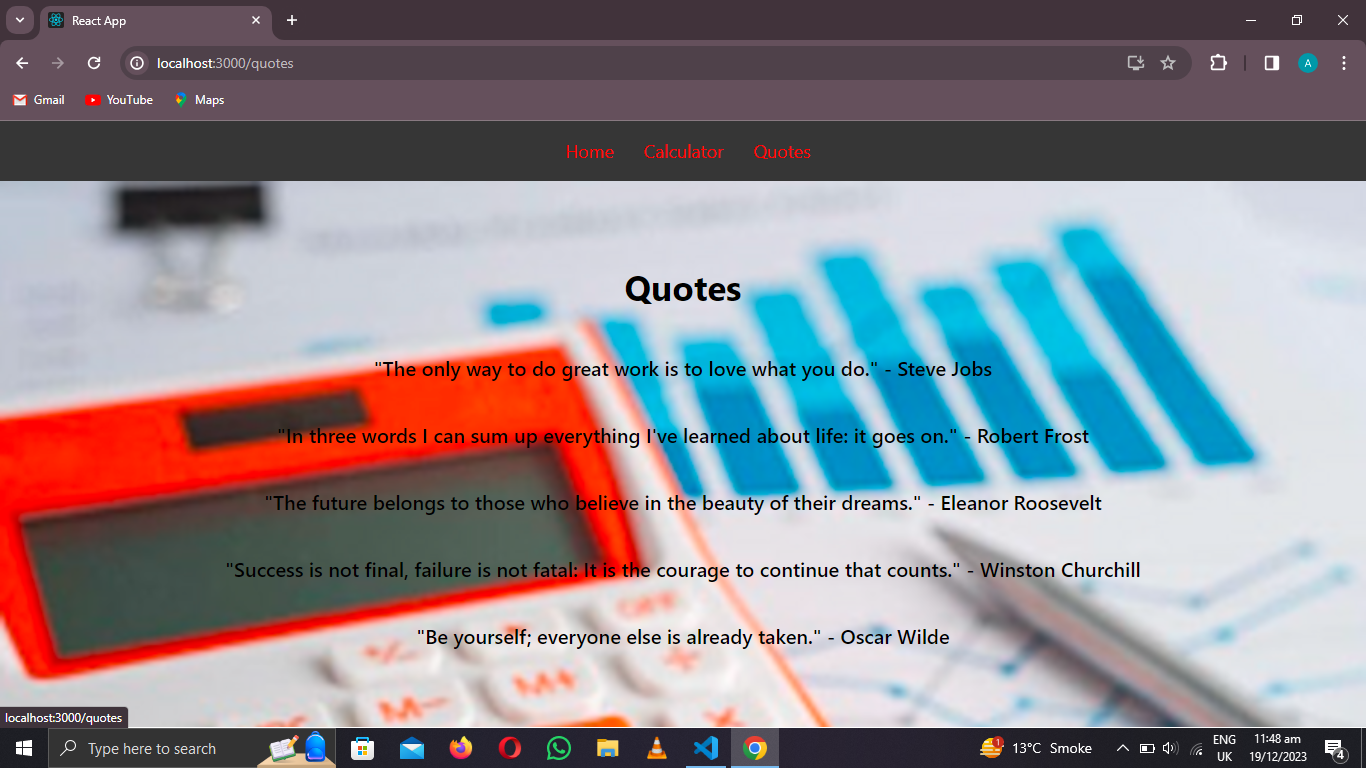 React App
localhost:3000/quotes
A
Gmail
YouTube
Maps
Home
Calculator
Quotes
Quotes
"The only way to do great work is to love what you do." - Steve Jobs
"In three words I can sum up everything I've learned about life: it goes on." - Robert Frost
"The future belongs to those who believe in the beauty of their dreams." - Eleanor Roosevelt
"Success is not final, failure is not fatal: It is the courage to continue that counts." - Winston Churchill
"Be yourself; everyone else is already taken." - Oscar Wilde
OFF
+/-
M+
M-
localhost:3000/quotes
Type here to search
1
13°C Smoke
ENG
UK
11:48 am
19/12/2023
4